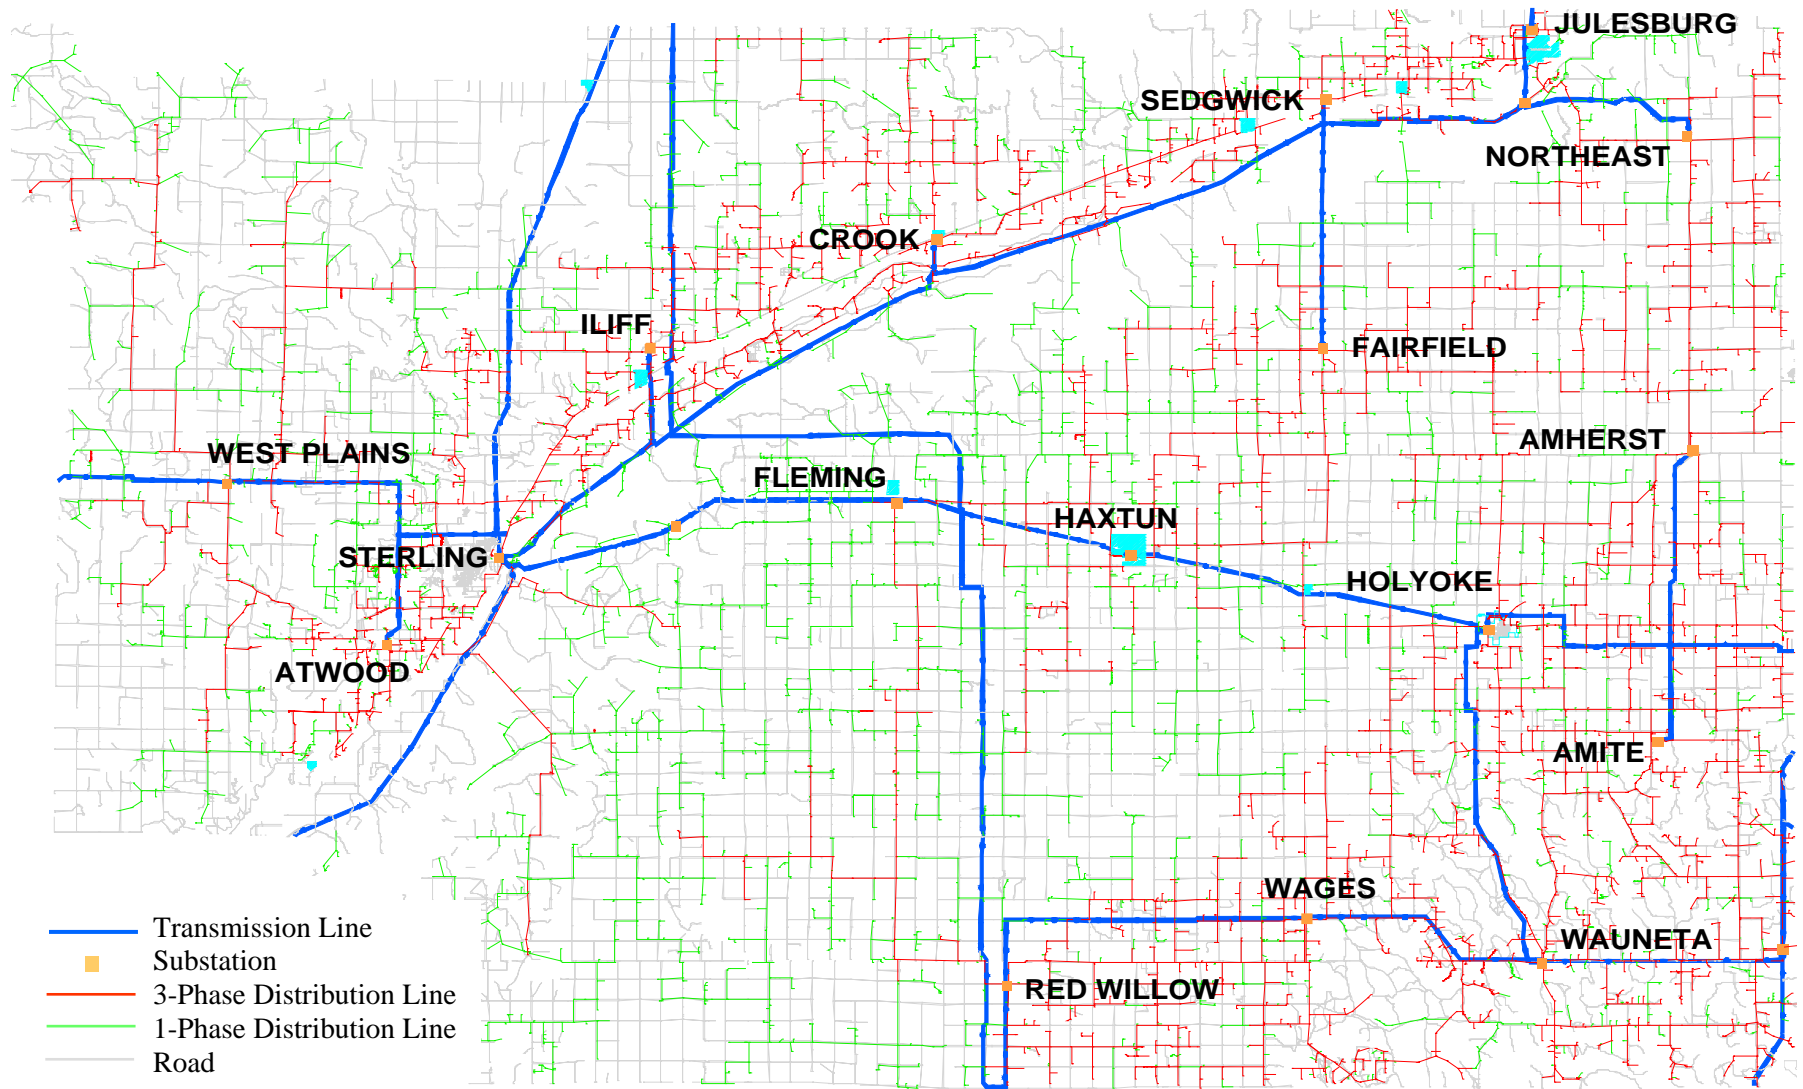 JULESBURG
SEDGWICK
NORTHEAST
CROOK
ILIFF
FAIRFIELD
AMHERST
WEST PLAINS
FLEMING
HAXTUN
STERLING
HOLYOKE
ATWOOD
AMITE
WAGES
WAUNETA
RED WILLOW
Transmission Line
Substation
3-Phase Distribution Line
1-Phase Distribution Line
Road